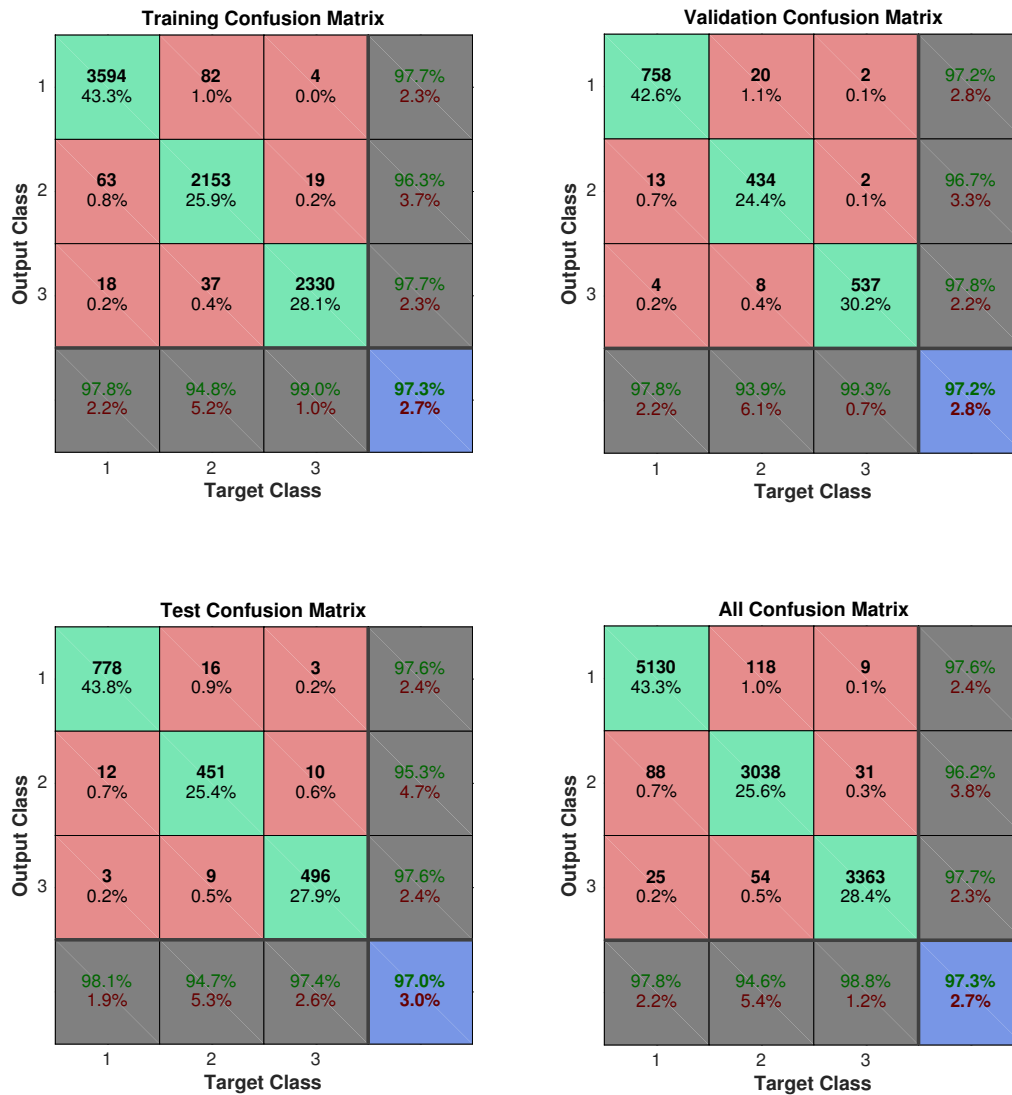 Training Confusion Matrix
Output Class
1
3594 82 4 97.7%
43.3% 1.0% 0.0% 2.3%
2
63 2153 19 96.3%
0.8% 25.9% 0.2% 3.7%
3
18 37 2330 97.7%
0.2% 0.4% 28.1% 2.3%
97.8% 94.8% 99.0% 97.3%
2.2% 5.2% 1.0% 2.7%
1 2 3
Target Class
Validation Confusion Matrix
Output Class
1
758 20 2 97.2%
42.6% 1.1% 0.1% 2.8%
2
13 434 2 96.7%
0.7% 24.4% 0.1% 3.3%
3
4 8 537 97.8%
0.2% 0.4% 30.2% 2.2%
97.8% 93.9% 99.3% 97.2%
2.2% 6.1% 0.7% 2.8%
1 2 3
Target Class
Test Confusion Matrix
Output Class
1
778 16 3 97.6%
43.8% 0.9% 0.2% 2.4%
2
12 451 10 95.3%
0.7% 25.4% 0.6% 4.7%
3
3 9 496 97.6%
0.2% 0.5% 27.9% 2.4%
98.1% 94.7% 97.4% 97.0%
1.9% 5.3% 2.6% 3.0%
1 2 3
Target Class
All Confusion Matrix
Output Class
1
5130 118 9 97.6%
43.3% 1.0% 0.1% 2.4%
2
88 3038 31 96.2%
0.7% 25.6% 0.3% 3.8%
3
25 54 3363 97.7%
0.2% 0.5% 28.4% 2.3%
97.8% 94.6% 98.8% 97.3%
2.2% 5.4% 1.2% 2.7%
1 2 3
Target Class